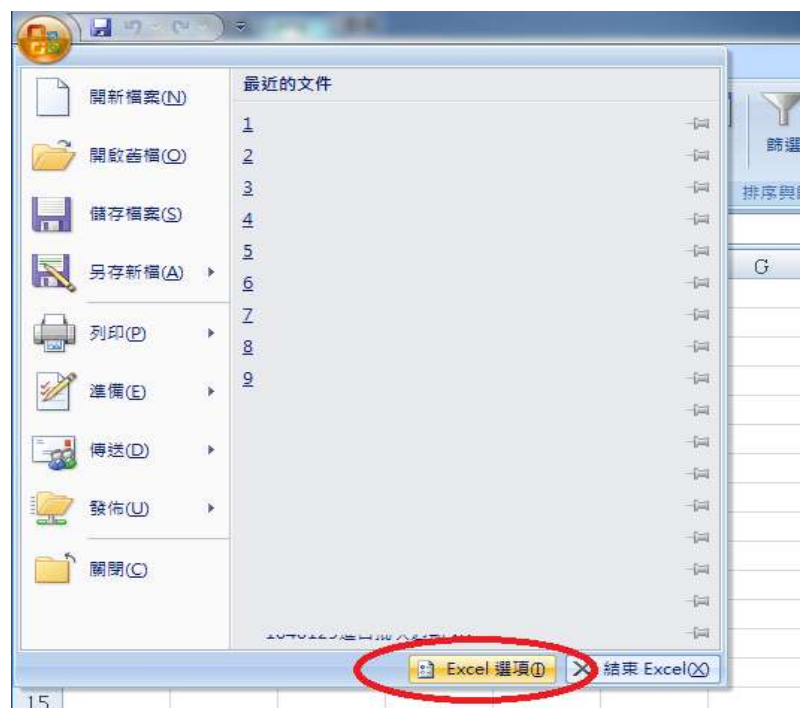 開新檔案(N)
開啟舊檔(O)
儲存檔案(S)
另存新檔(A)
列印(P)
準備(E)
傳送(D)
發佈(U)
關閉(C)
最近的文件
1
2
3
4
5
6
7
8
9
Excel 選項(I)
結束 Excel(X)
篩選
排序與
G
15